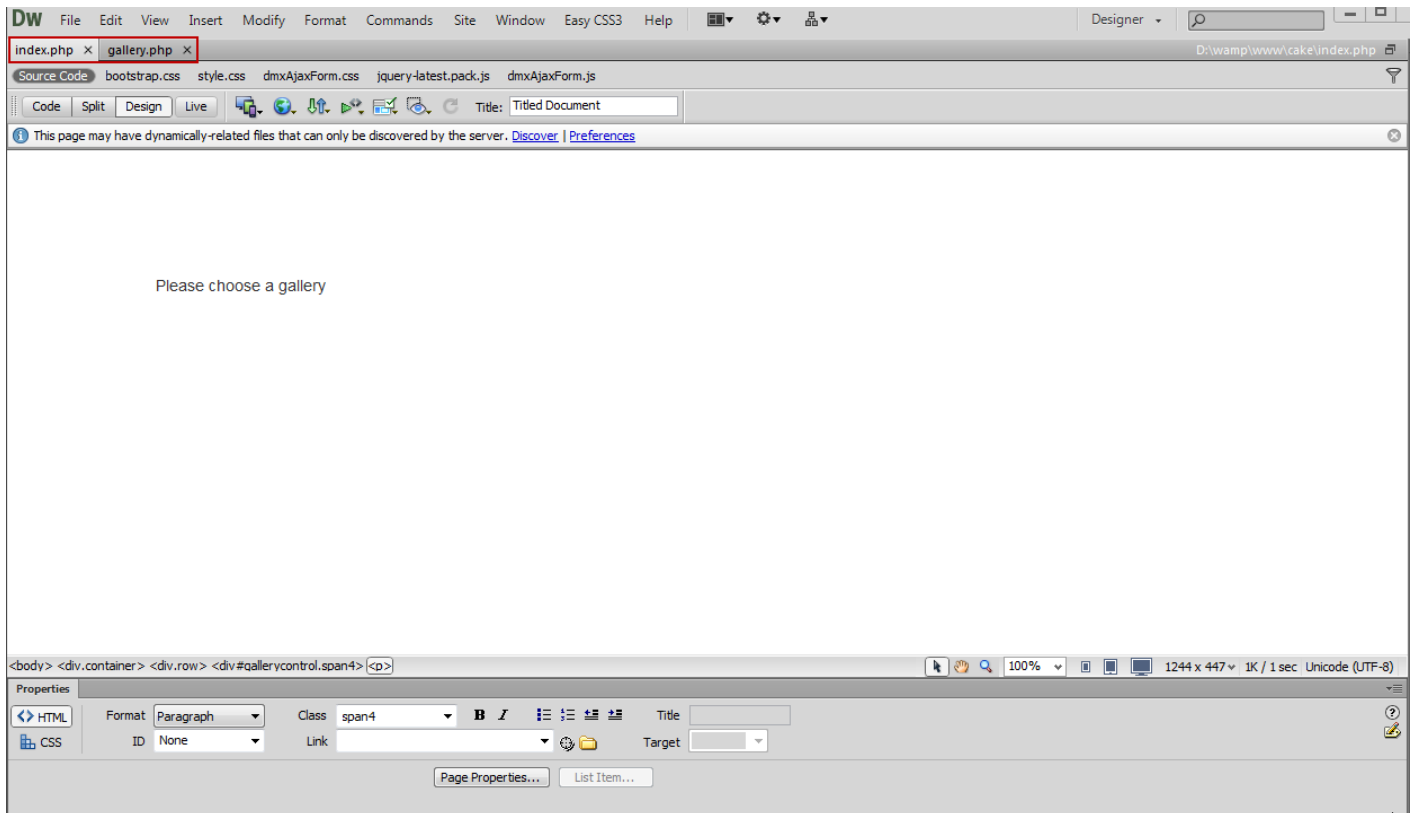 DW File Edit View Insert Modify Format Commands Site Window Easy CSS3 Help Designer
index.php × gallery.php × D:\wamp\www\cake\index.php
Source Code bootstrap.css style.css dmxAjaxForm.css jquery-latest.pack.js dmxAjaxForm.js
Code Split Design Live Title: Titled Document
This page may have dynamically-related files that can only be discovered by the server. Discover | Preferences
Please choose a gallery
<body> <div.container> <div.row> <div#gallerycontrol.span4> <p> 100% 1244 x 447 1K / 1 sec Unicode (UTF-8)
Properties
<> HTML Format Paragraph Class span4 B I Title
CSS ID None Link Target
Page Properties... List Item...